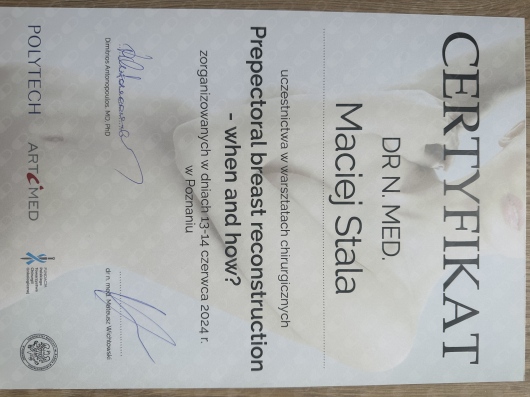 CERTYFIKAT
DR N. MED.
Maciej Stala
uczestnictwa w warsztatach chirurgicznych
Prepectoral breast reconstruction
- when and how?
zorganizowanych w dniach 13-14 czerwca 2024 r.
w Poznaniu
Dimitrios Antonopoulos, MD, PhD
dr n. med. Mateusz Wichtowski
POLYTECH
ARTIMED